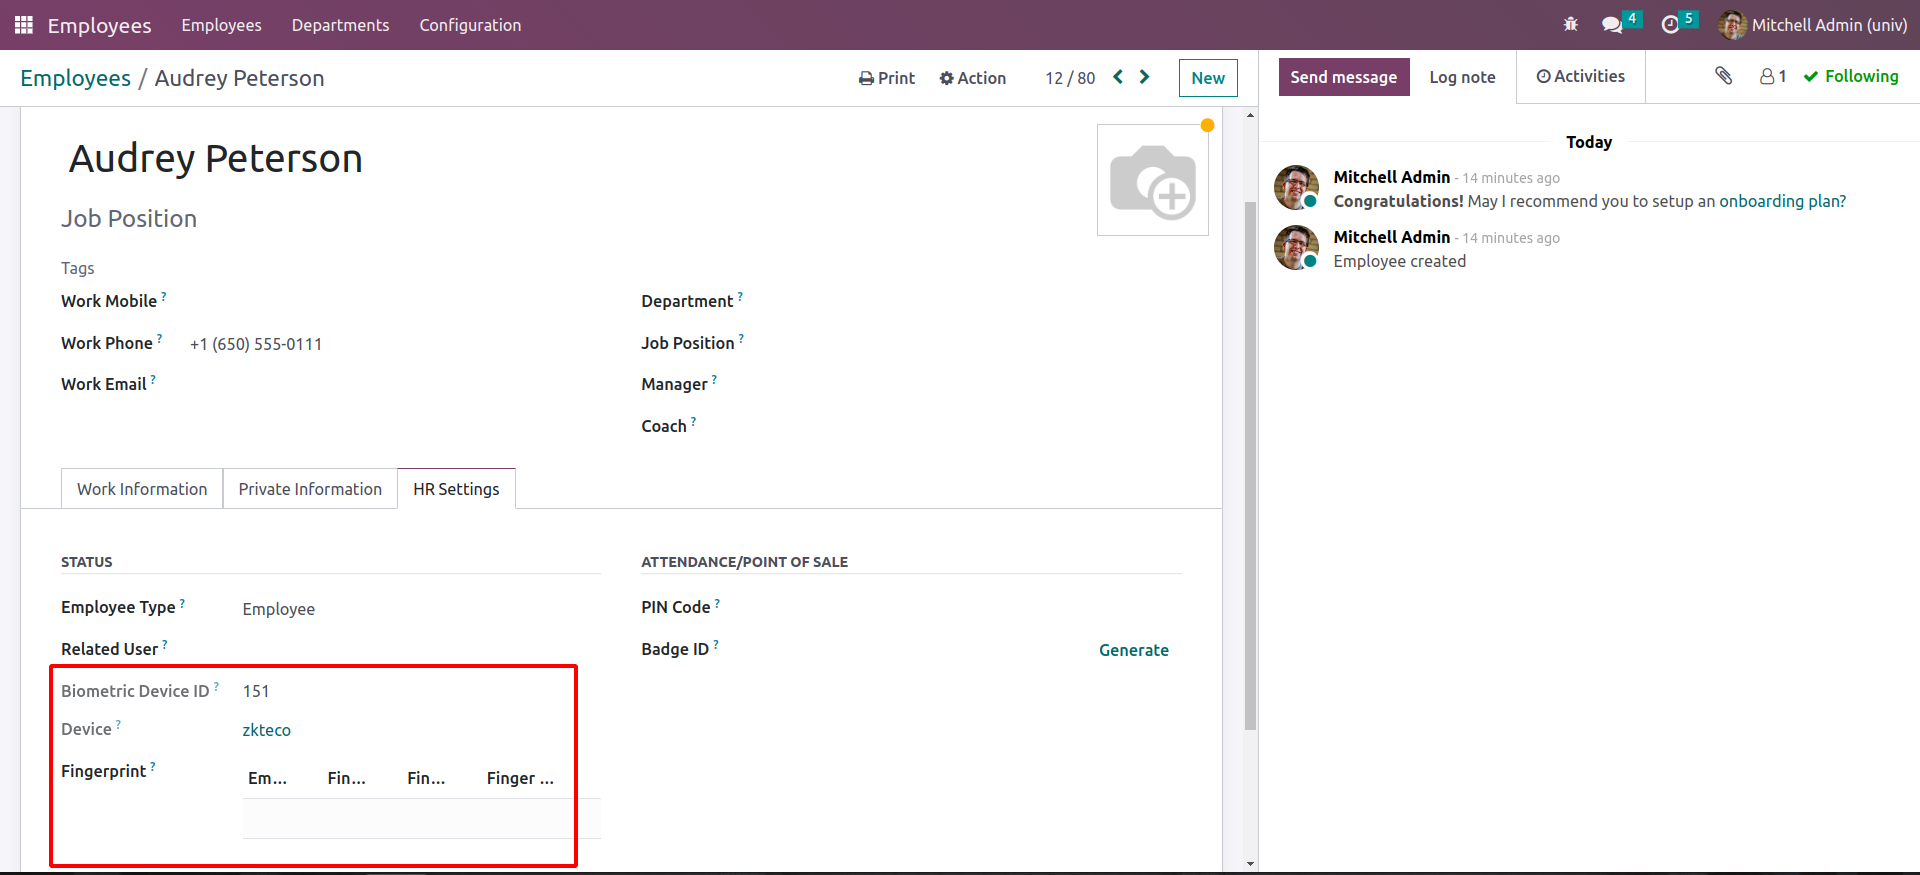 Employees Employees Departments Configuration 4 5 Mitchell Admin (univ)
Employees / Audrey Peterson Print Action 12 / 80 New Send message Log note Activities 1 Following
Audrey Peterson
Job Position
Tags
Work Mobile ?
Work Phone ? +1 (650) 555-0111
Work Email ?
Department ?
Job Position ?
Manager ?
Coach ?
Work Information Private Information HR Settings
STATUS
Employee Type ? Employee
Related User ?
Biometric Device ID ? 151
Device ? zkteco
Fingerprint ? Em... Fin... Fin... Finger ...
ATTENDANCE/POINT OF SALE
PIN Code ?
Badge ID ? Generate
Today
Mitchell Admin - 14 minutes ago
Congratulations! May I recommend you to setup an onboarding plan?
Mitchell Admin - 14 minutes ago
Employee created